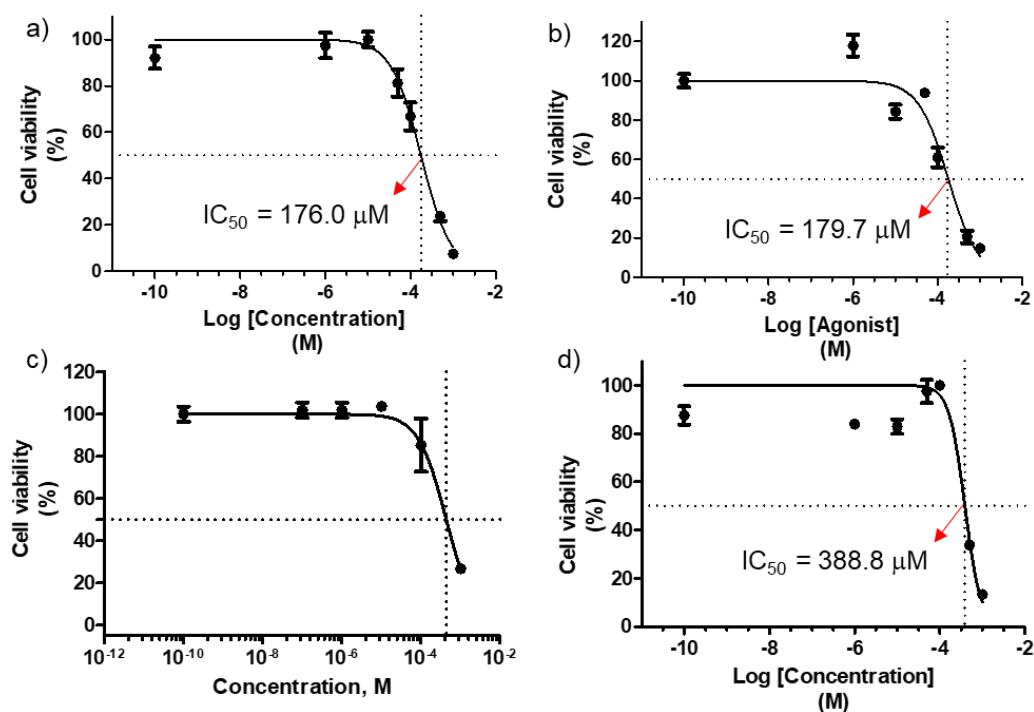 a)
100
80
60
40
20
0
Cell viability
(%)
IC50 = 176.0 μM
-10
-8
-6
-4
-2
Log [Concentration]
(M)
b)
120
100
80
60
40
20
0
Cell viability
(%)
IC50 = 179.7 μM
-10
-8
-6
-4
-2
Log [Agonist]
(M)
c)
120
100
80
60
40
20
0
Cell viability
(%)
10-12
10-10
10-8
10-6
10-4
10-2
Concentration, M
d)
100
80
60
40
20
0
Cell viability
(%)
IC50 = 388.8 μM
-10
-8
-6
-4
-2
Log [Concentration]
(M)